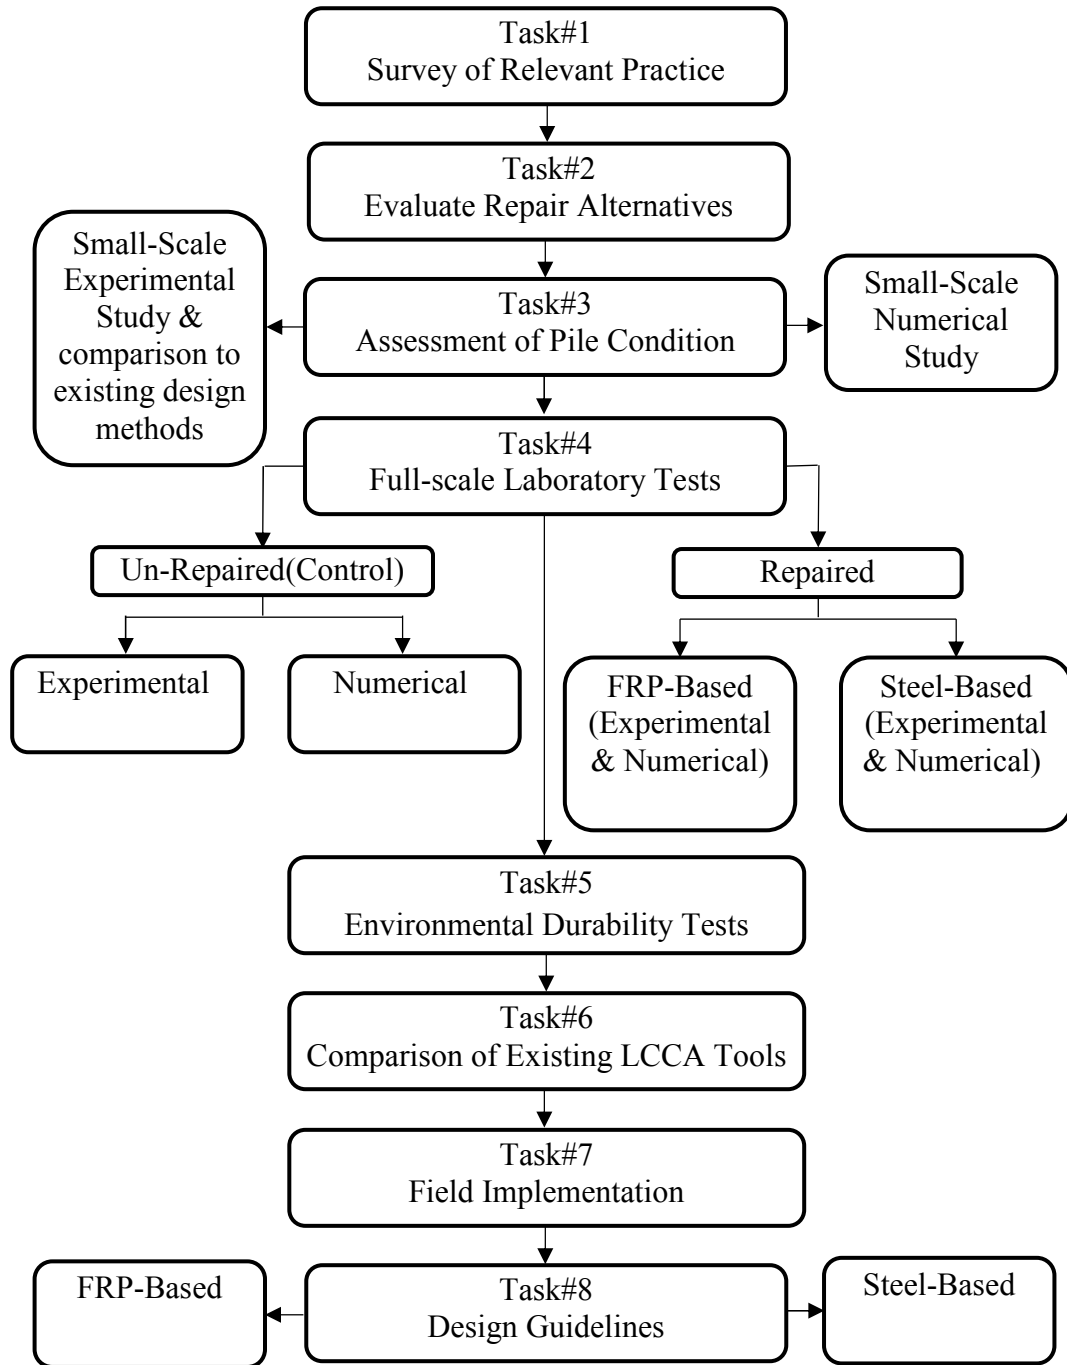 Task#1
Survey of Relevant Practice
Task#2
Evaluate Repair Alternatives
Small-Scale
Experimental
Study &
comparison to
existing design
methods
Task#3
Assessment of Pile Condition
Small-Scale
Numerical
Study
Task#4
Full-scale Laboratory Tests
Un-Repaired(Control)
Repaired
Experimental
Numerical
FRP-Based
(Experimental
& Numerical)
Steel-Based
(Experimental
& Numerical)
Task#5
Environmental Durability Tests
Task#6
Comparison of Existing LCCA Tools
Task#7
Field Implementation
FRP-Based
Task#8
Design Guidelines
Steel-Based